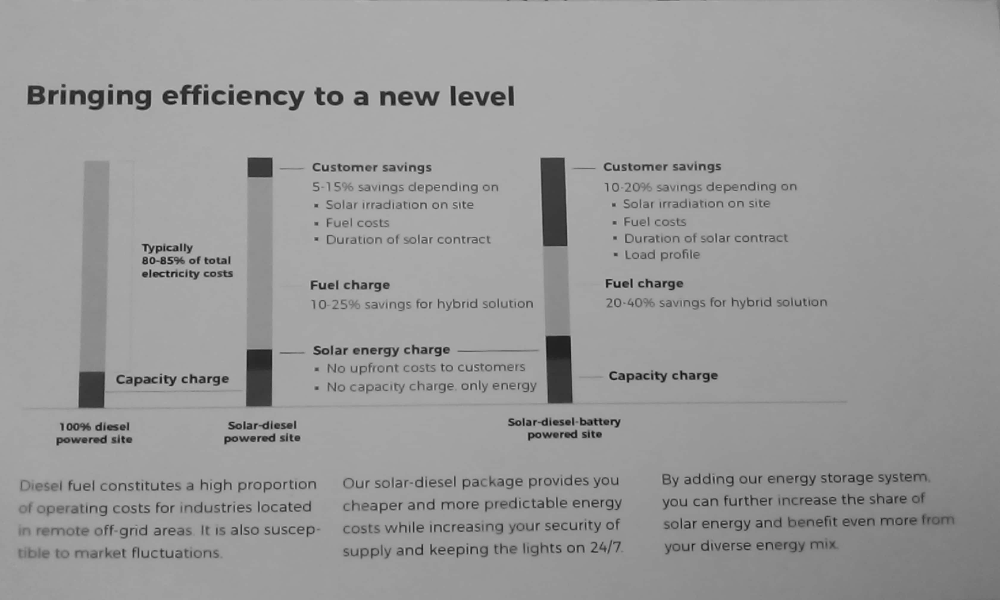 Bringing efficiency to a new level
Typically
80-85% of total
electricity costs
Capacity charge
100% diesel
powered site
Customer savings
5-15% savings depending on
▪ Solar irradiation on site
▪ Fuel costs
▪ Duration of solar contract
Fuel charge
10-25% savings for hybrid solution
Solar energy charge
▪ No upfront costs to customers
▪ No capacity charge, only energy
Solar-diesel
powered site
Customer savings
10-20% savings depending on
▪ Solar irradiation on site
▪ Fuel costs
▪ Duration of solar contract
▪ Load profile
Fuel charge
20-40% savings for hybrid solution
Capacity charge
Solar-diesel-battery
powered site
Diesel fuel constitutes a high proportion
of operating costs for industries located
in remote off-grid areas. It is also suscep-
tible to market fluctuations.
Our solar-diesel package provides you
cheaper and more predictable energy
costs while increasing your security of
supply and keeping the lights on 24/7.
By adding our energy storage system,
you can further increase the share of
solar energy and benefit even more from
your diverse energy mix.